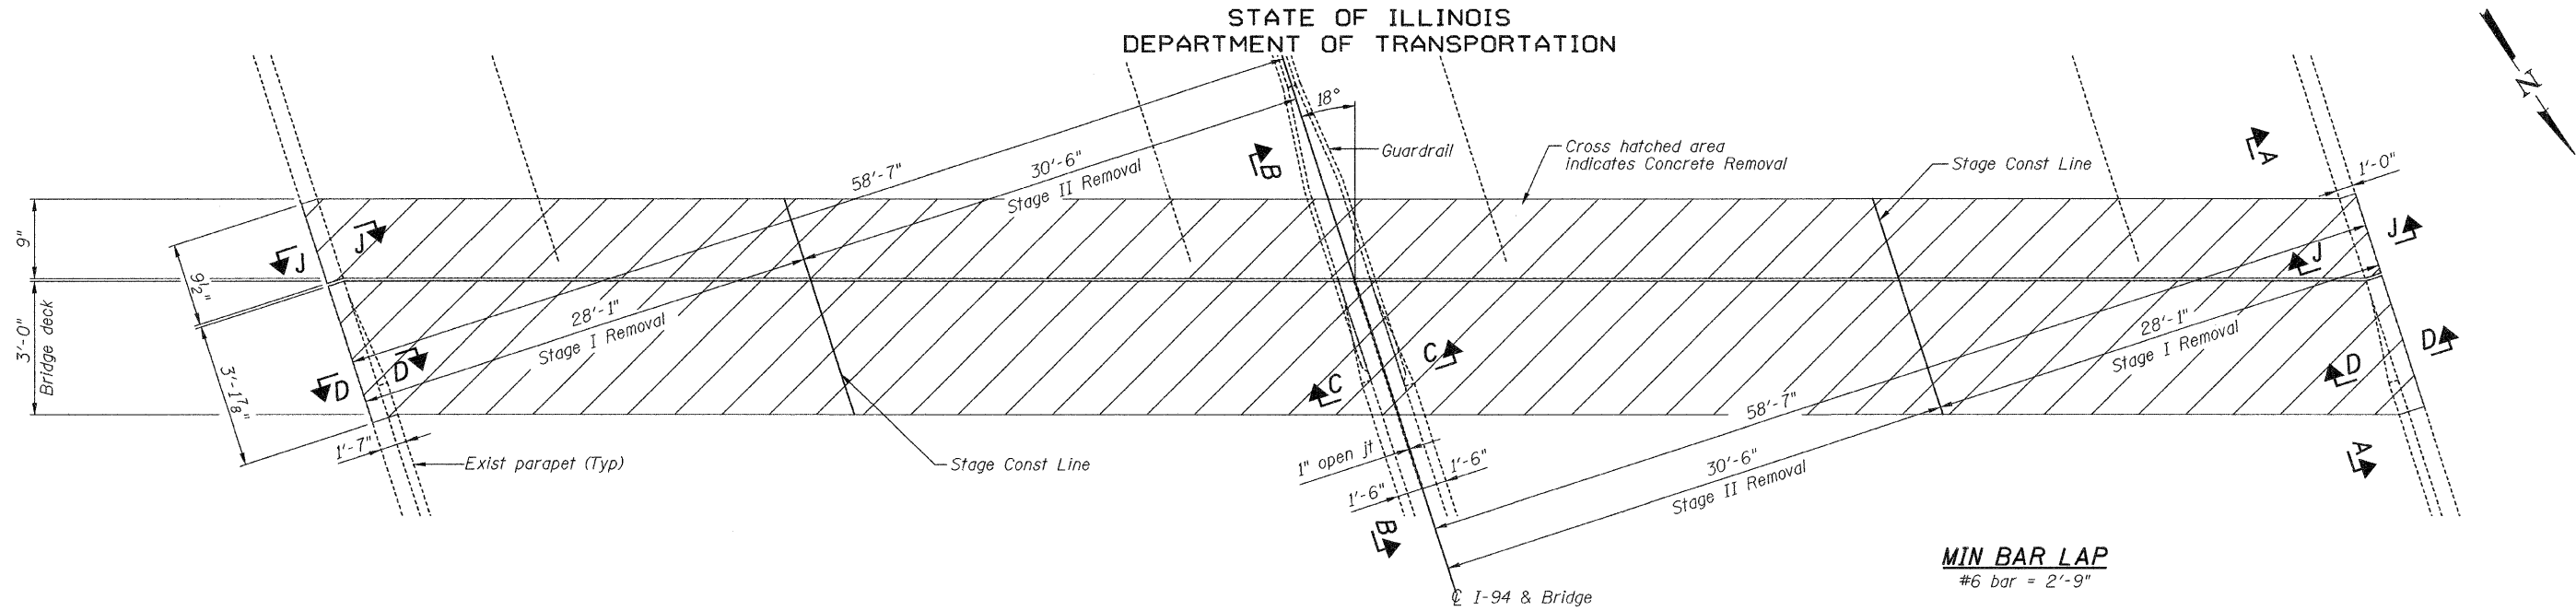 STATE OF ILLINOIS
DEPARTMENT OF TRANSPORTATION
N
18°
Guardrail
Cross hatched area
indicates Concrete Removal
Stage Const Line
1'-0"
A
B
58'-7"
30'-6"
Stage II Removal
9"
J
J
J
J
9½"
3'-0"
Bridge deck
28'-1"
Stage I Removal
28'-1"
Stage I Removal
C
C
D
D
D
D
3'-1⅞"
1'-7"
Exist parapet (Typ)
Stage Const Line
1" open jt
1'-6"
1'-6"
58'-7"
30'-6"
Stage II Removal
A
B
MIN BAR LAP
#6 bar = 2'-9"
℄ I-94 & Bridge